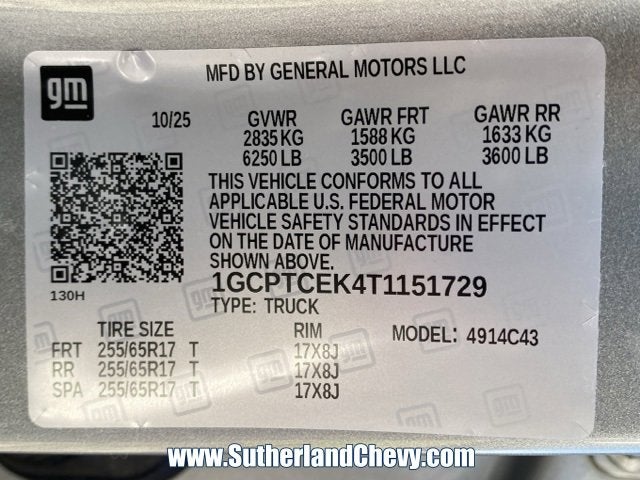 gm
MFD BY GENERAL MOTORS LLC
10/25 GVWR GAWR FRT GAWR RR
2835 KG 1588 KG 1633 KG
6250 LB 3500 LB 3600 LB
THIS VEHICLE CONFORMS TO ALL
APPLICABLE U.S. FEDERAL MOTOR
VEHICLE SAFETY STANDARDS IN EFFECT
ON THE DATE OF MANUFACTURE
SHOWN ABOVE.
130H
1GCPTCEK4T1151729
TYPE: TRUCK
TIRE SIZE RIM MODEL: 4914C43
FRT 255/65R17 T 17X8J
RR 255/65R17 T 17X8J
SPA 255/65R17 T 17X8J
www.SutherlandChevy.com